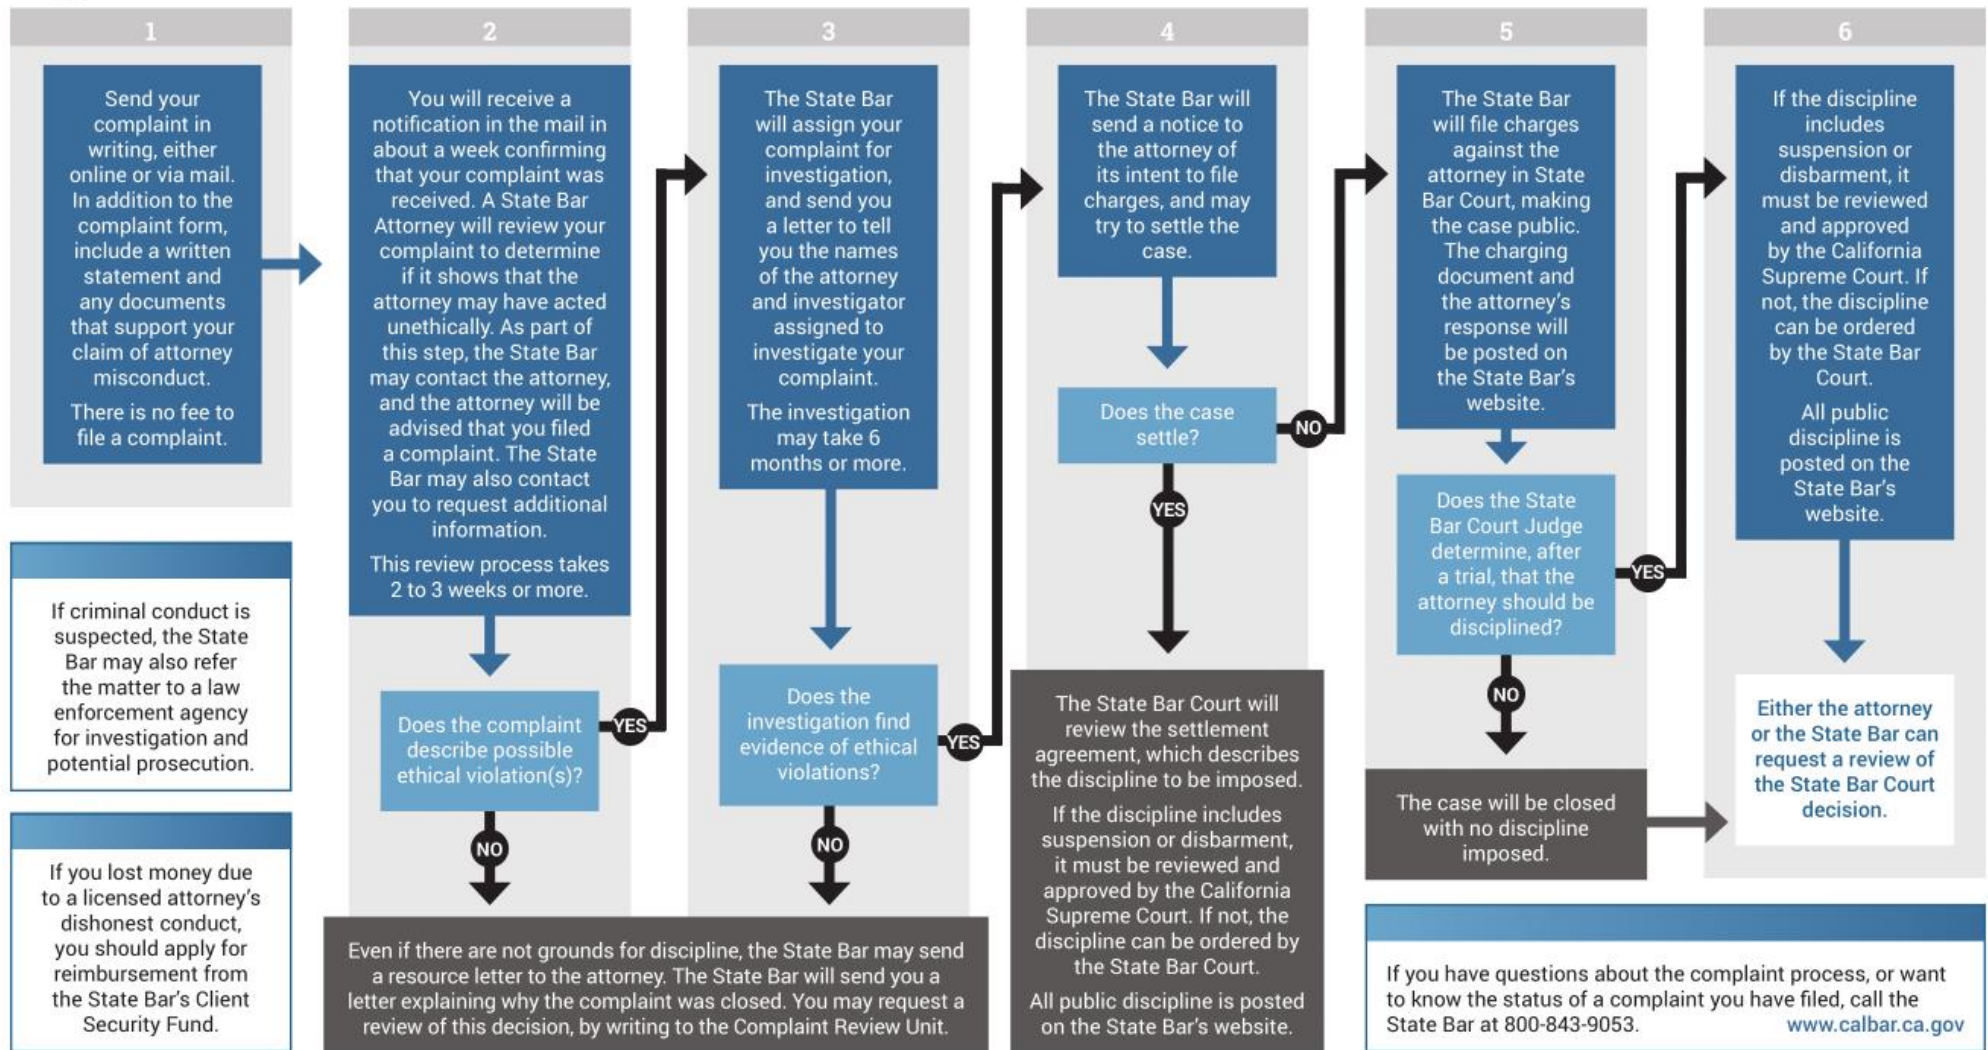 1
Send your
complaint in
writing, either
online or via mail.
In addition to the
complaint form,
include a written
statement and
any documents
that support your
claim of attorney
misconduct.
There is no fee to
file a complaint.
If criminal conduct is
suspected, the State
Bar may also refer
the matter to a law
enforcement agency
for investigation and
potential prosecution.
If you lost money due
to a licensed attorney's
dishonest conduct,
you should apply for
reimbursement from
the State Bar's Client
Security Fund.
2
You will receive a
notification in the mail in
about a week confirming
that your complaint was
received. A State Bar
Attorney will review your
complaint to determine
if it shows that the
attorney may have acted
unethically. As part of
this step, the State Bar
may contact the attorney,
and the attorney will be
advised that you filed
a complaint. The State
Bar may also contact
you to request additional
information.
This review process takes
2 to 3 weeks or more.
Does the complaint
describe possible
ethical violation(s)?
YES
NO
3
The State Bar
will assign your
complaint for
investigation,
and send you
a letter to tell
you the names
of the attorney
and investigator
assigned to
investigate your
complaint.
The investigation
may take 6
months or more.
Does the
investigation find
evidence of ethical
violations?
YES
NO
Even if there are not grounds for discipline, the State Bar may send
a resource letter to the attorney. The State Bar will send you a
letter explaining why the complaint was closed. You may request a
review of this decision, by writing to the Complaint Review Unit.
4
The State Bar will
send a notice to
the attorney of
its intent to file
charges, and may
try to settle the
case.
Does the case
settle?
NO
YES
The State Bar Court will
review the settlement
agreement, which describes
the discipline to be imposed.
If the discipline includes
suspension or disbarment,
it must be reviewed and
approved by the California
Supreme Court. If not, the
discipline can be ordered by
the State Bar Court.
All public discipline is posted
on the State Bar's website.
5
The State Bar
will file charges
against the
attorney in State
Bar Court, making
the case public.
The charging
document and
the attorney's
response will
be posted on
the State Bar's
website.
Does the State
Bar Court Judge
determine, after
a trial, that the
attorney should be
disciplined?
YES
NO
The case will be closed
with no discipline
imposed.
6
If the discipline
includes
suspension or
disbarment, it
must be reviewed
and approved
by the California
Supreme Court. If
not, the discipline
can be ordered
by the State Bar
Court.
All public
discipline is
posted on the
State Bar's
website.
Either the attorney
or the State Bar can
request a review of
the State Bar Court
decision.
If you have questions about the complaint process, or want
to know the status of a complaint you have filed, call the
State Bar at 800-843-9053. www.calbar.ca.gov